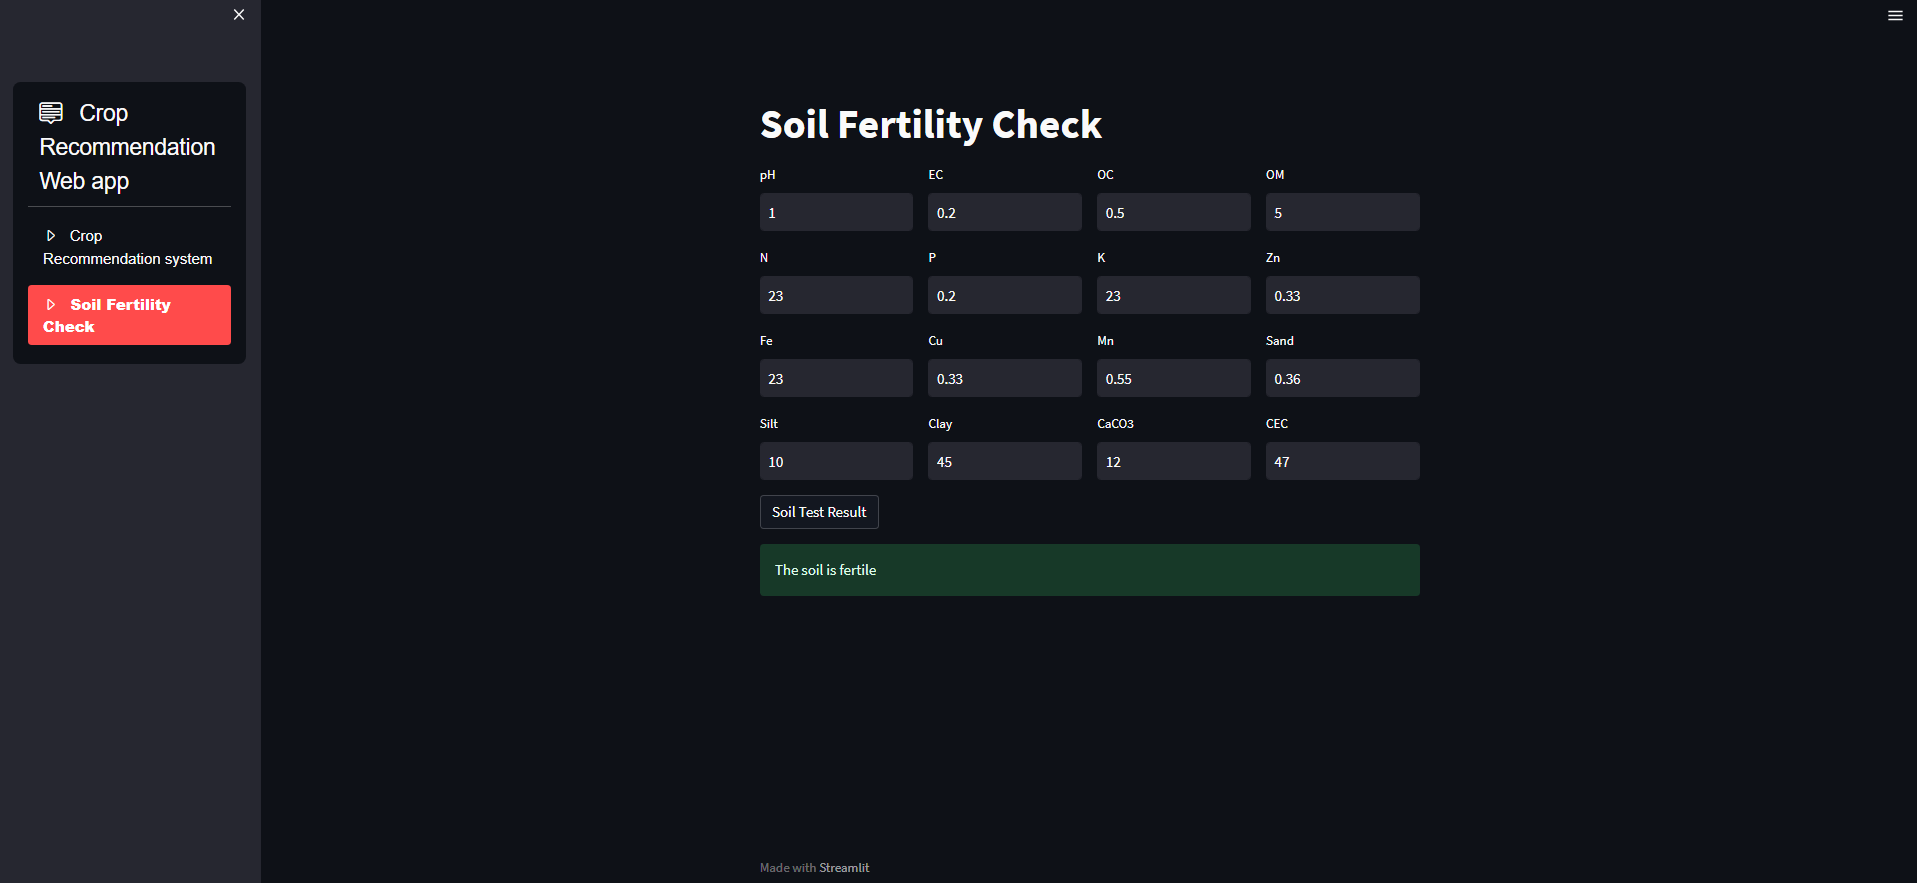 Crop
Recommendation
Web app
Crop
Recommendation system
Soil Fertility
Check
Soil Fertility Check
pH EC OC OM
1 0.2 0.5 5
N P K Zn
23 0.2 23 0.33
Fe Cu Mn Sand
23 0.33 0.55 0.36
Silt Clay CaCO3 CEC
10 45 12 47
Soil Test Result
The soil is fertile
Made with Streamlit